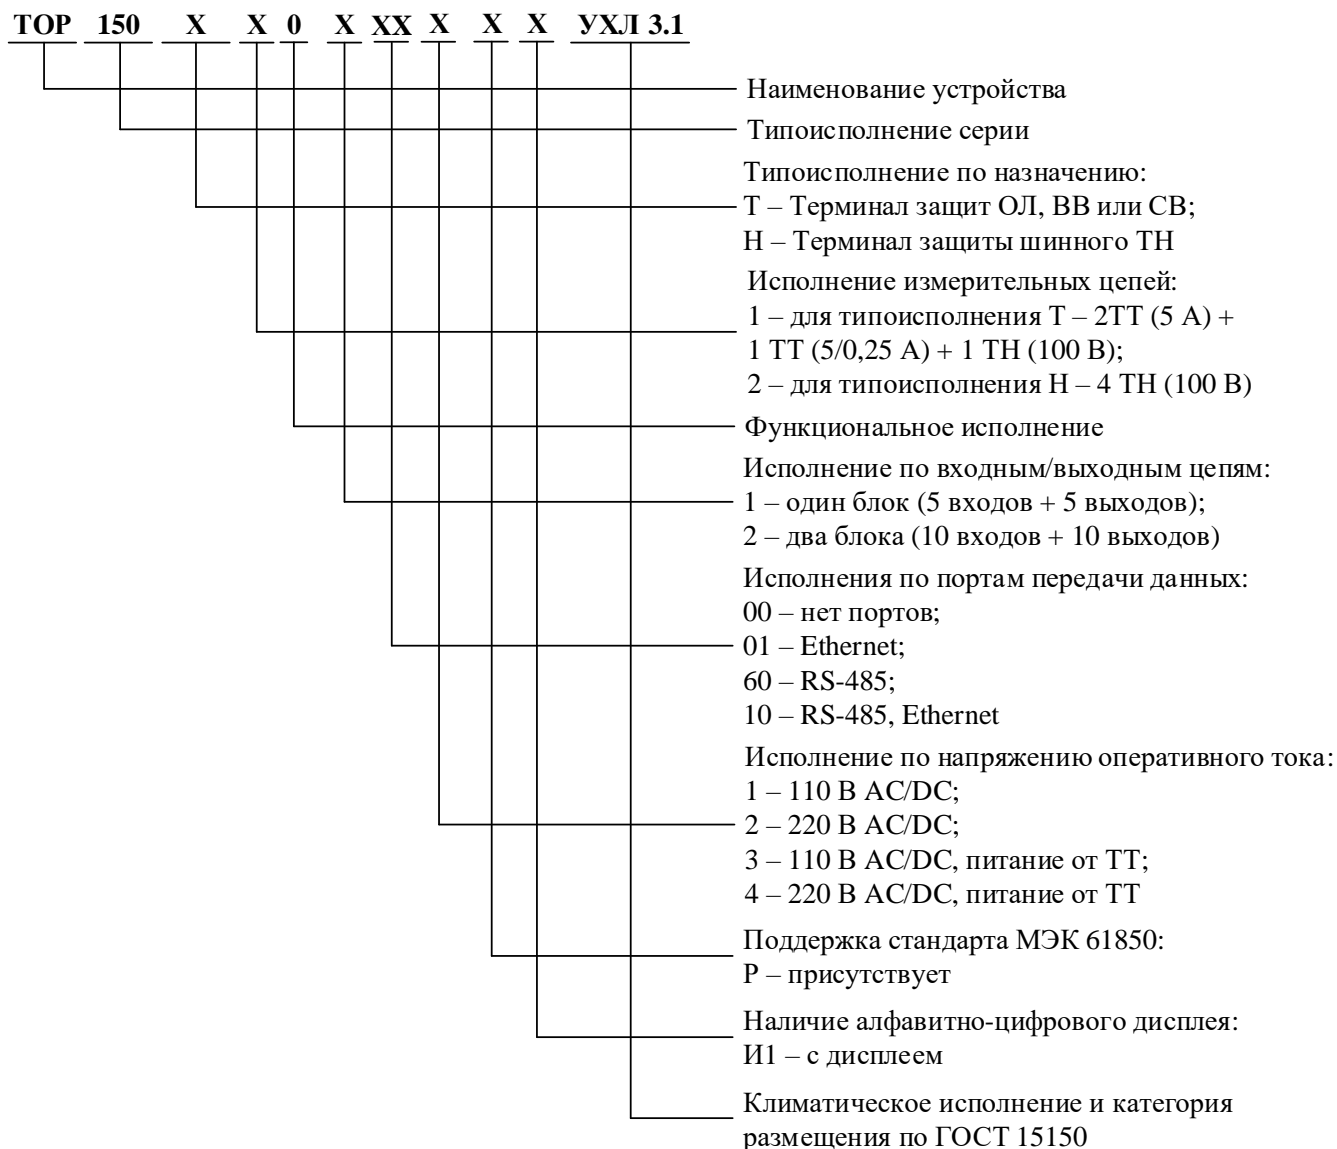 ТОР 150 Х Х 0 Х ХХ Х Х Х УХЛ 3.1
Наименование устройства
Типоисполнение серии
Типоисполнение по назначению:
Т – Терминал защит ОЛ, ВВ или СВ;
Н – Терминал защиты шинного ТН
Исполнение измерительных цепей:
1 – для типоисполнения Т – 2ТТ (5 А) +
1 ТТ (5/0,25 А) + 1 ТН (100 В);
2 – для типоисполнения Н – 4 ТН (100 В)
Функциональное исполнение
Исполнение по входным/выходным цепям:
1 – один блок (5 входов + 5 выходов);
2 – два блока (10 входов + 10 выходов)
Исполнения по портам передачи данных:
00 – нет портов;
01 – Ethernet;
60 – RS-485;
10 – RS-485, Ethernet
Исполнение по напряжению оперативного тока:
1 – 110 В AC/DC;
2 – 220 В AC/DC;
3 – 110 В AC/DC, питание от ТТ;
4 – 220 В AC/DC, питание от ТТ
Поддержка стандарта МЭК 61850:
Р – присутствует
Наличие алфавитно-цифрового дисплея:
И1 – с дисплеем
Климатическое исполнение и категория
размещения по ГОСТ 15150